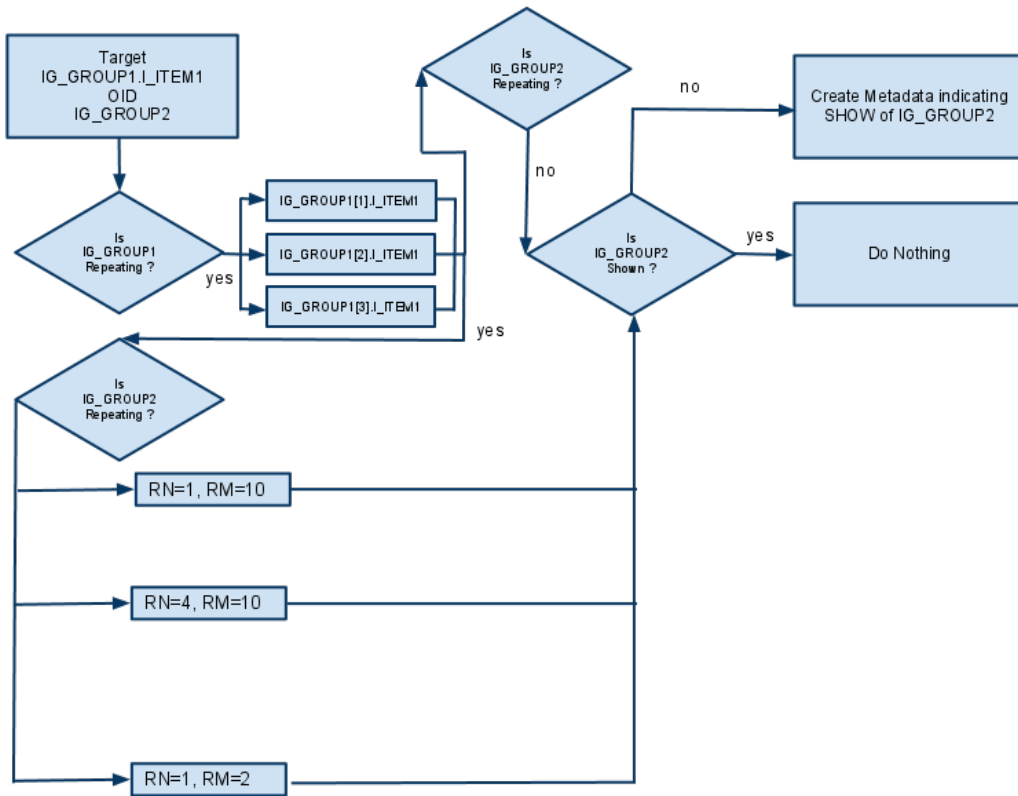 Target
IG_GROUP1.I_ITEM1
OID
IG_GROUP2
Is
IG_GROUP1
Repeating ?
yes
IG_GROUP1[1].I_ITEM1
IG_GROUP1[2].I_ITEM1
IG_GROUP1[3].I_ITEM1
Is
IG_GROUP2
Repeating ?
no
Is
IG_GROUP2
Shown ?
no
Create Metadata indicating
SHOW of IG_GROUP2
yes
Do Nothing
yes
Is
IG_GROUP2
Repeating ?
RN=1, RM=10
RN=4, RM=10
RN=1, RM=2